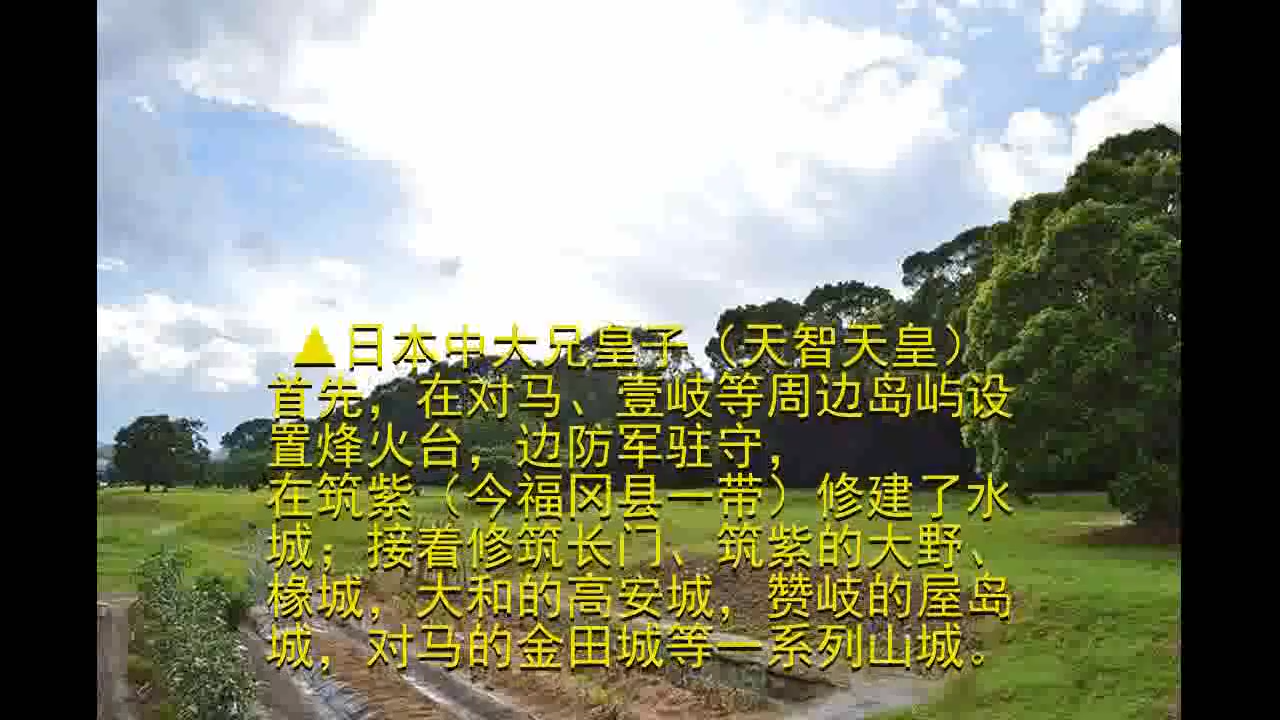 ▲日本中大兄皇子（天智天皇）
首先，在对马、壹岐等周边岛屿设
置烽火台，边防军驻守，
在筑紫（今福冈县一带）修建了水
城；接着修筑长门、筑紫的大野、
椽城，大和的高安城，赞岐的屋岛
城，对马的金田城等一系列山城。